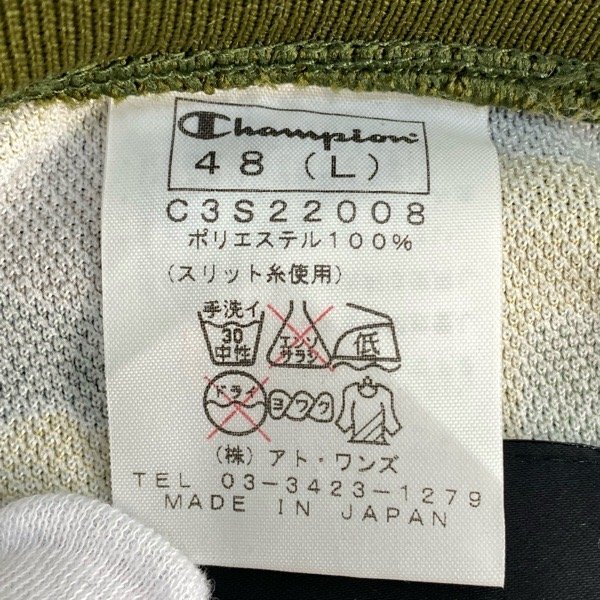 Champion
48 (L)
C3S22008
ポリエステル100%
(スリット糸使用)
手洗イ
30
中性
エンソ
サラシ
低
ドライ
ヨワク
(株) アト・ワンズ
TEL 03-3423-1279
MADE IN JAPAN